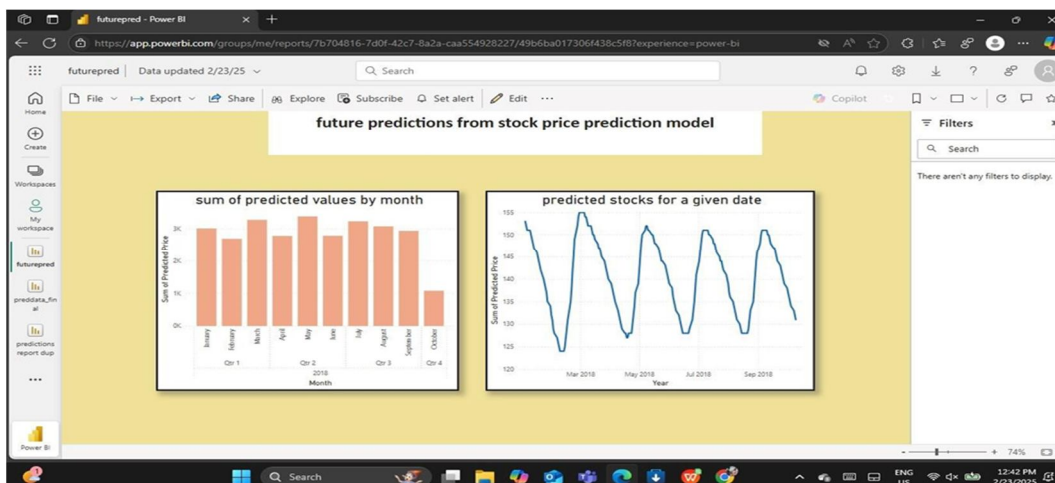 futurepred - Power BI
https://app.powerbi.com/groups/me/reports/7b704816-7d0f-42c7-8a2a-caa554928227/49b6ba017306f438c5f8?experience=power-bi
futurepred | Data updated 2/23/25
Search
File Export Share Explore Subscribe Set alert Edit ... Copilot
Home
Create
Workspaces
My workspace
futurepred
preddata_fin
al
predictions
report dup
...
Power BI
future predictions from stock price prediction model
sum of predicted values by month
Sum of Predicted Price
3K
2K
1K
0K
January February March April May June July August September October
Qtr 1 Qtr 2 Qtr 3 Qtr 4
2018
Month
predicted stocks for a given date
Sum of Predicted Price
155
150
145
140
135
130
125
120
Mar 2018 May 2018 Jul 2018 Sep 2018
Year
Filters
Search
There aren't any filters to display.
74%
Search
ENG
US
12:42 PM
2/23/2025